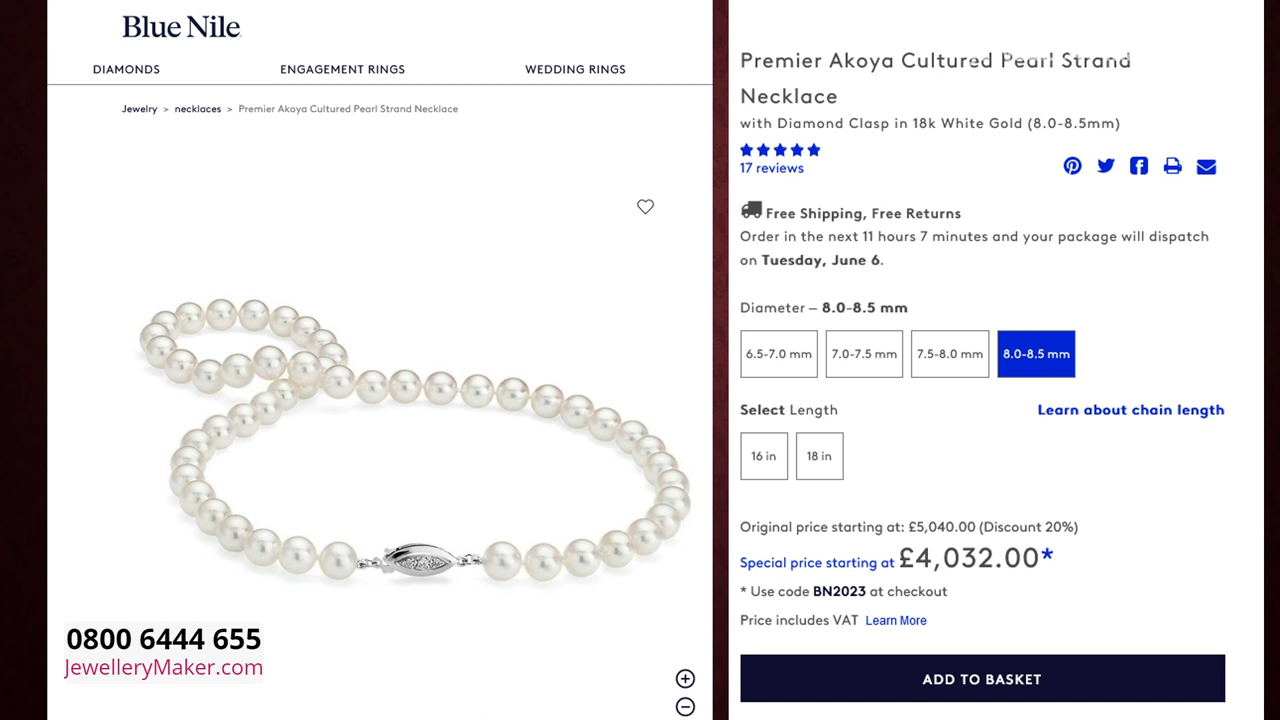 Blue Nile
DIAMONDS
ENGAGEMENT RINGS
WEDDING RINGS
Jewelry > necklaces > Premier Akoya Cultured Pearl Strand Necklace
0800 6444 655
JewelleryMaker.com
Premier Akoya Cultured Pearl Strand
Necklace
with Diamond Clasp in 18k White Gold (8.0-8.5mm)
17 reviews
Free Shipping, Free Returns
Order in the next 11 hours 7 minutes and your package will dispatch
on Tuesday, June 6.
Diameter – 8.0-8.5 mm
6.5-7.0 mm
7.0-7.5 mm
7.5-8.0 mm
8.0-8.5 mm
Select Length
Learn about chain length
16 in
18 in
Original price starting at: £5,040.00 (Discount 20%)
Special price starting at £4,032.00*
* Use code BN2023 at checkout
Price includes VAT Learn More
ADD TO BASKET